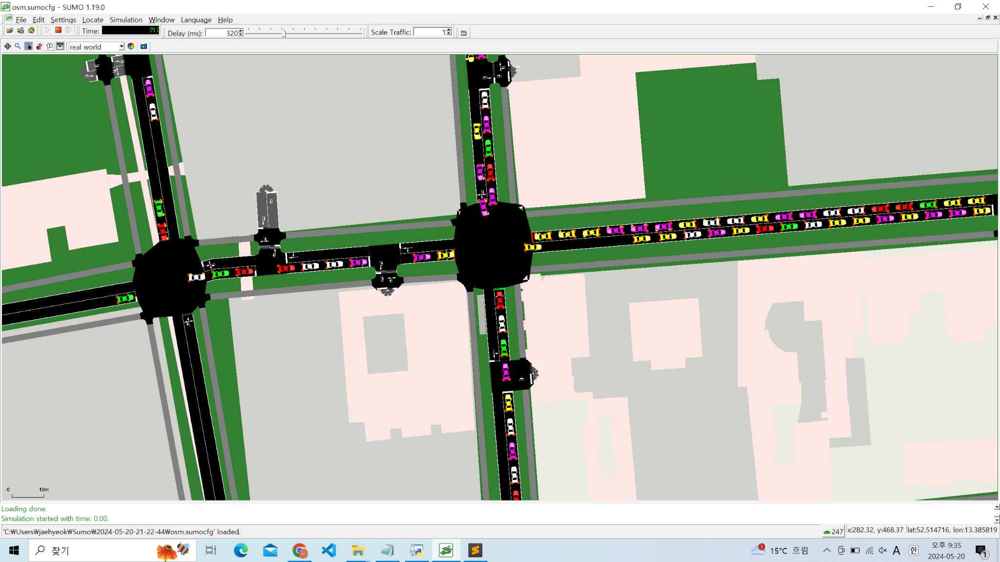 osm.sumocfg - SUMO 1.19.0
File Edit Settings Locate Simulation Window Language Help
Time: Delay (ms): 320 Scale Traffic: 1
real world
0 10m
Loading done.
Simulation started with time: 0.00.
'C:₩Users₩jaehyeok₩Sumo₩2024-05-20-21-22-44₩osm.sumocfg' loaded. 247 x:282.32, y:468.37 lat:52.514716, lon:13.385819
찾기 1 15°C 흐림 A 한 오후 9:35
2024-05-20 1